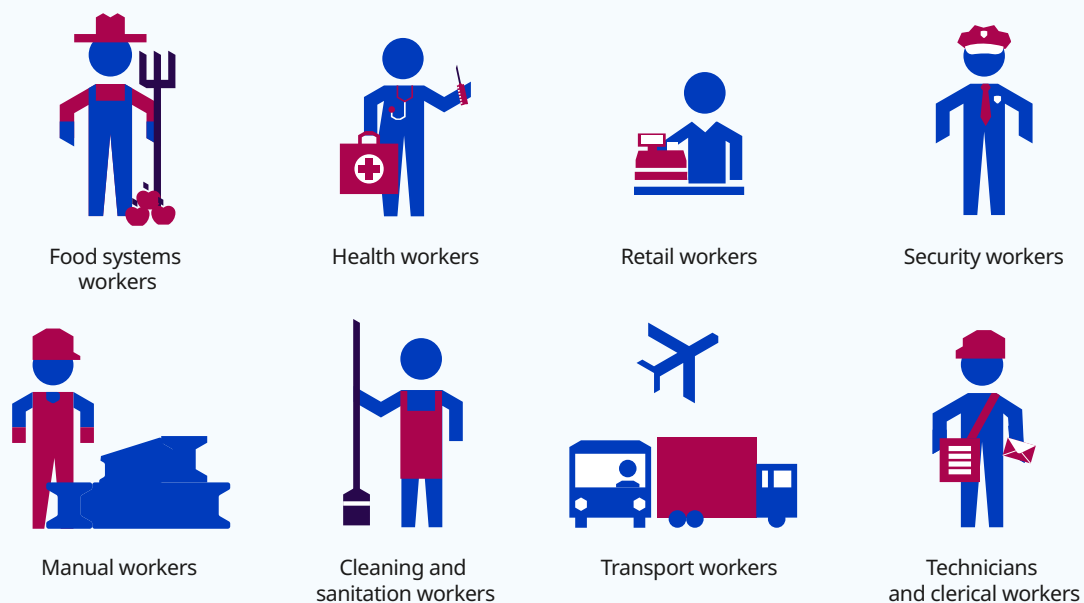 Food systems
workers
Health workers
Retail workers
Security workers
Manual workers
Cleaning and
sanitation workers
Transport workers
Technicians
and clerical workers